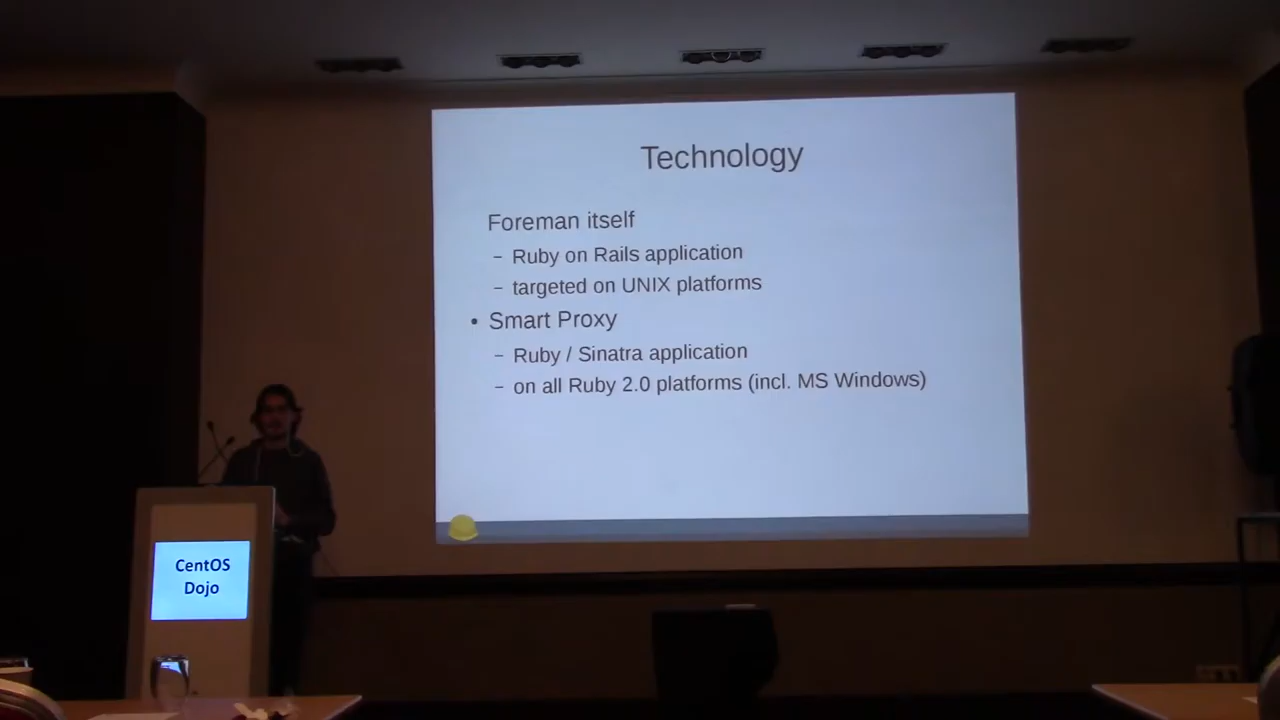 Technology
Foreman itself
– Ruby on Rails application
– targeted on UNIX platforms
• Smart Proxy
– Ruby / Sinatra application
– on all Ruby 2.0 platforms (incl. MS Windows)
CentOS
Dojo